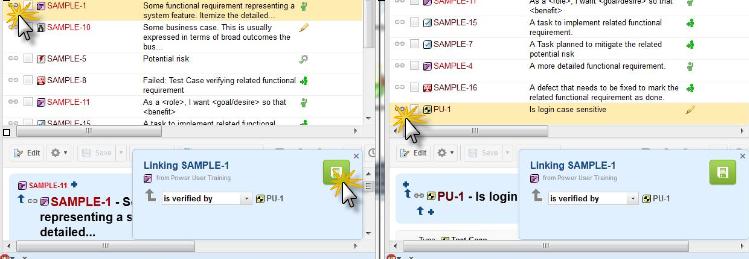 SAMPLE-1 Some functional requirement representing a
system feature. Itemize the detailed...
SAMPLE-10 Some business case. This is usually
expressed in terms of broad outcomes the
bus...
SAMPLE-5 Potential risk
SAMPLE-8 Failed: Test Case verifying related functional
requirement
SAMPLE-11 As a <role>, I want <goal/desire> so that
<benefit>
SAMPLE-15 A task to implement related functional
Edit Save
Linking SAMPLE-1
from Power User Training
is verified by PU-1
SAMPLE-11
SAMPLE-1 - S
representing a s
detailed...
SAMPLE-11 As a <role>, I want <goal/desire> so that
<benefit>
SAMPLE-15 A task to implement related functional
requirement.
SAMPLE-7 A Task planned to mitigate the related
potential risk
SAMPLE-4 A more detailed functional requirement.
SAMPLE-16 A defect that needs to be fixed to mark the
related functional requirement as done.
PU-1 Is login case sensitive
Edit Save
Linking SAMPLE-1
from Power User Training
is verified by PU-1
PU-1 - Is login
Type Test Case